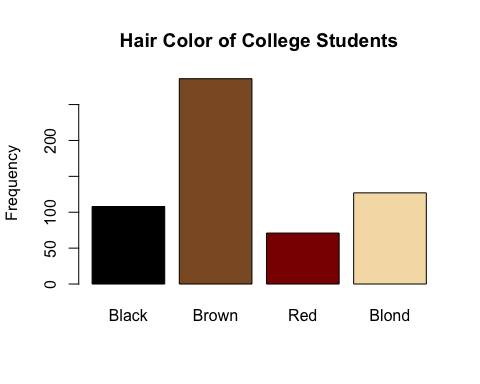 Hair Color of College Students
Frequency
200
100
50
0
Black Brown Red Blond